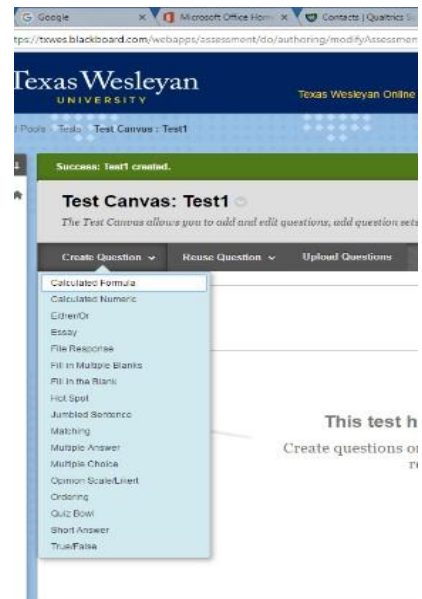 Google
Microsoft Office Hom
Contacts | Qualtrics S
tps://txwes.blackboard.com/webapps/assessment/do/authoring/modifyAssessmen
Texas Wesleyan
UNIVERSITY
Texas Wesleyan Online
Pools Tests Test Canvas : Test1
Success: Test1 created.
Test Canvas: Test1
The Test Canvas allows you to add and edit questions, add question sets
Create Question Reuse Question Upload Questions
Calculated Formula
Calculated Numeric
Either/Or
Essay
File Response
Fill in Multiple Blanks
Fill in the Blank
Hot Spot
Jumbled Sentence
Matching
Multiple Answer
Multiple Choice
Opinion Scale/Likert
Ordering
Quiz Bowl
Short Answer
True/False
This test h
Create questions o
r